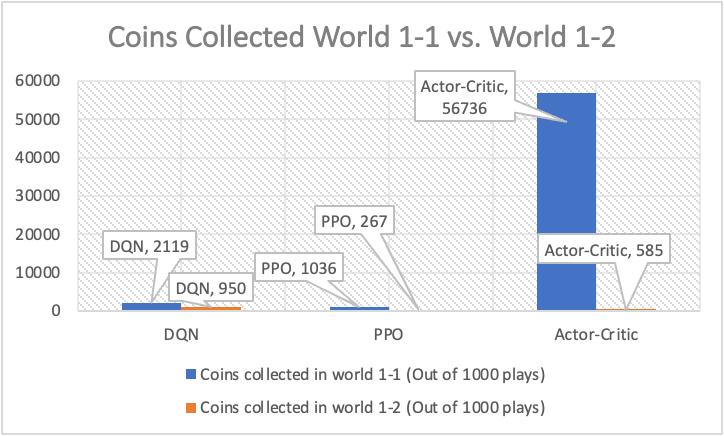 Coins Collected World 1-1 vs. World 1-2
60000
50000
40000
30000
20000
10000
0
Actor-Critic,
56736
PPO, 267
DQN, 2119
Actor-Critic, 585
PPO, 1036
DQN, 950
DQN
PPO
Actor-Critic
Coins collected in world 1-1 (Out of 1000 plays)
Coins collected in world 1-2 (Out of 1000 plays)